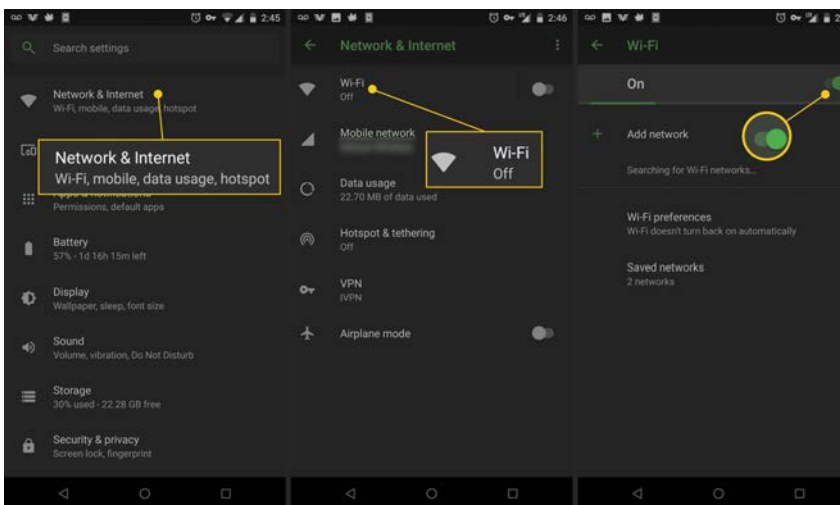 2:45
Search settings
Network & Internet
Wi-Fi, mobile, data usage, hotspot
Network & Internet
Wi-Fi, mobile, data usage, hotspot
Permissions, default apps
Battery
57% - 1d 16h 15m left
Display
Wallpaper, sleep, font size
Sound
Volume, vibration, Do Not Disturb
Storage
30% used - 22.28 GB free
Security & privacy
Screen lock, fingerprint
2:46
Network & Internet
Wi-Fi
Off
Wi-Fi
Off
Mobile network
Data usage
22.70 MB of data used
Hotspot & tethering
Off
VPN
IVPN
Airplane mode
Wi-Fi
On
Add network
Searching for Wi-Fi networks...
Wi-Fi preferences
Wi-Fi doesn't turn back on automatically
Saved networks
2 networks